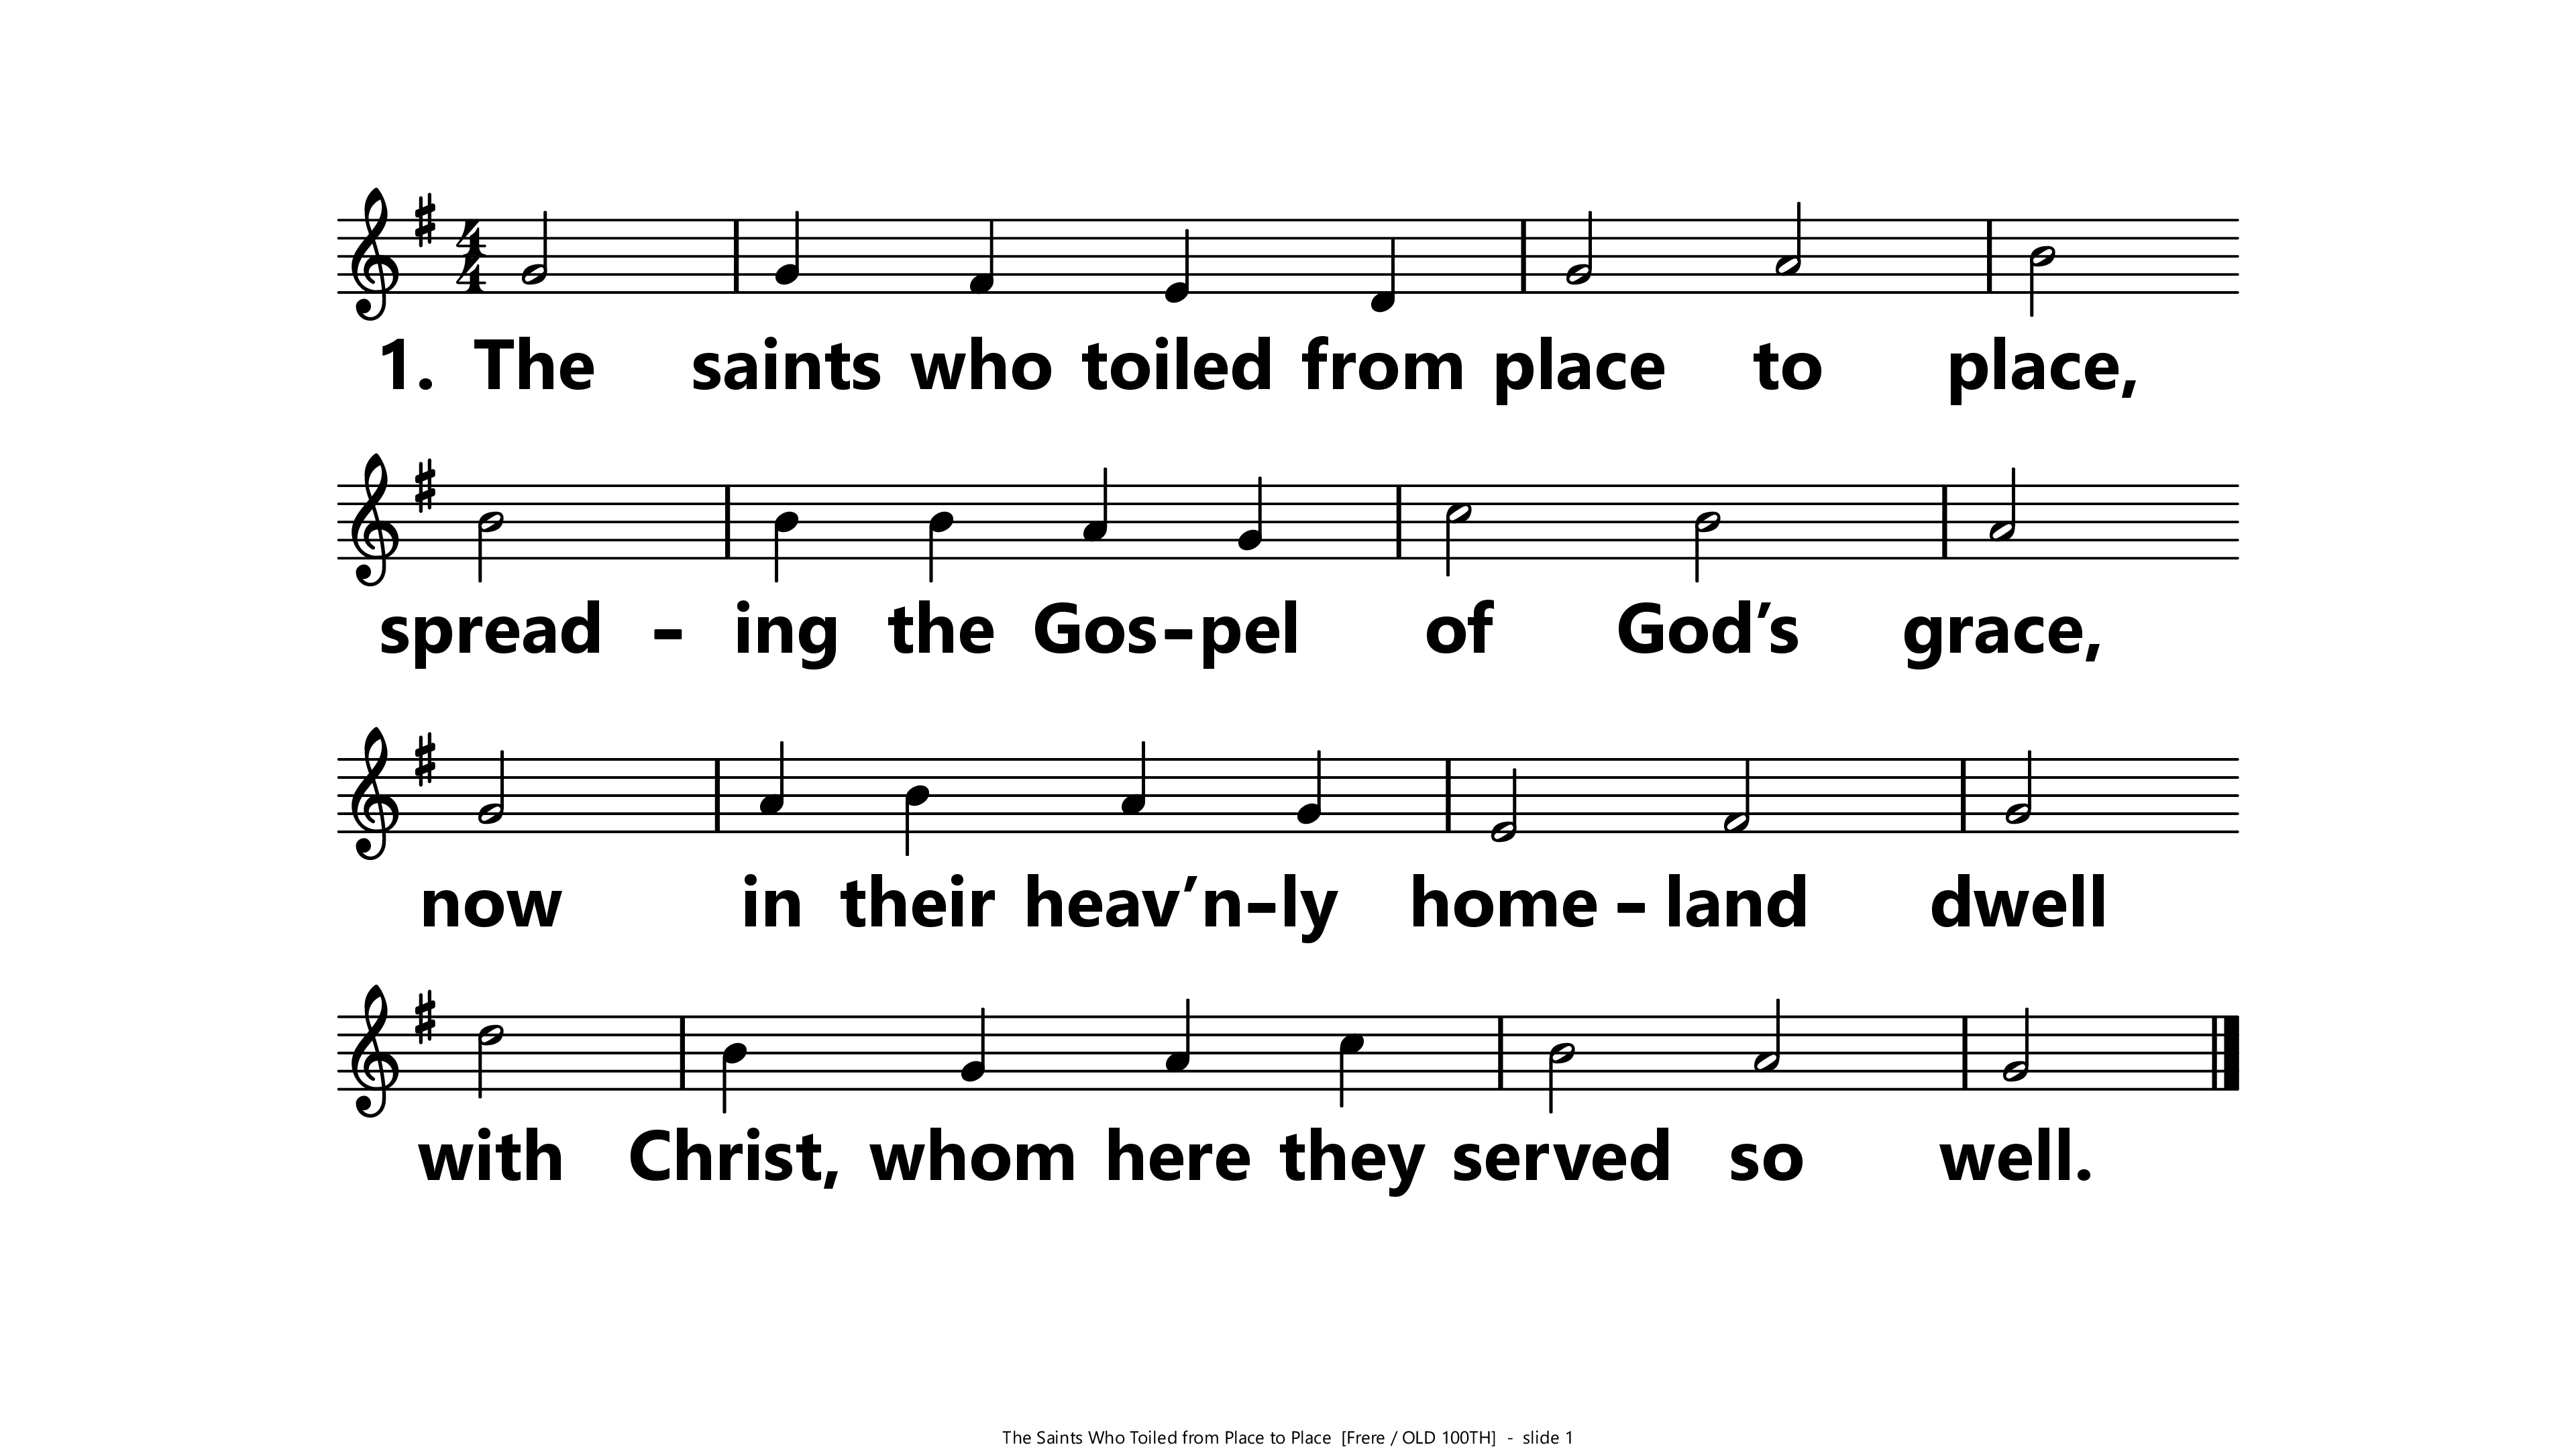 1. The saints who toiled from place to place,
spread - ing the Gos-pel of God’s grace,
now in their heav’n-ly home - land dwell
with Christ, whom here they served so well.
The Saints Who Toiled from Place to Place [Frere / OLD 100TH] - slide 1